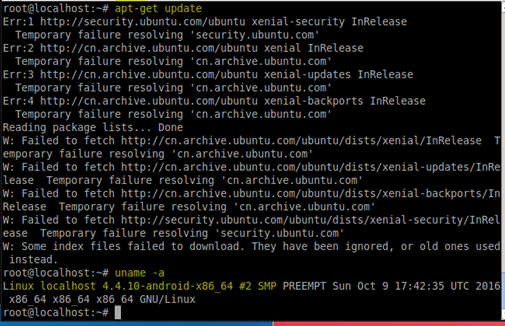 root@localhost:~# apt-get update
Err:1 http://security.ubuntu.com/ubuntu xenial-security InRelease
  Temporary failure resolving 'security.ubuntu.com'
Err:2 http://cn.archive.ubuntu.com/ubuntu xenial InRelease
  Temporary failure resolving 'cn.archive.ubuntu.com'
Err:3 http://cn.archive.ubuntu.com/ubuntu xenial-updates InRelease
  Temporary failure resolving 'cn.archive.ubuntu.com'
Err:4 http://cn.archive.ubuntu.com/ubuntu xenial-backports InRelease
  Temporary failure resolving 'cn.archive.ubuntu.com'
Reading package lists... Done
W: Failed to fetch http://cn.archive.ubuntu.com/ubuntu/dists/xenial/InRelease  T
emporary failure resolving 'cn.archive.ubuntu.com'
W: Failed to fetch http://cn.archive.ubuntu.com/ubuntu/dists/xenial-updates/InRe
lease  Temporary failure resolving 'cn.archive.ubuntu.com'
W: Failed to fetch http://cn.archive.ubuntu.com/ubuntu/dists/xenial-backports/In
Release  Temporary failure resolving 'cn.archive.ubuntu.com'
W: Failed to fetch http://security.ubuntu.com/ubuntu/dists/xenial-security/InRel
ease  Temporary failure resolving 'security.ubuntu.com'
W: Some index files failed to download. They have been ignored, or old ones used
 instead.
root@localhost:~# uname -a
Linux localhost 4.4.10-android-x86_64 #2 SMP PREEMPT Sun Oct 9 17:42:35 UTC 2016
 x86_64 x86_64 x86_64 GNU/Linux
root@localhost:~#